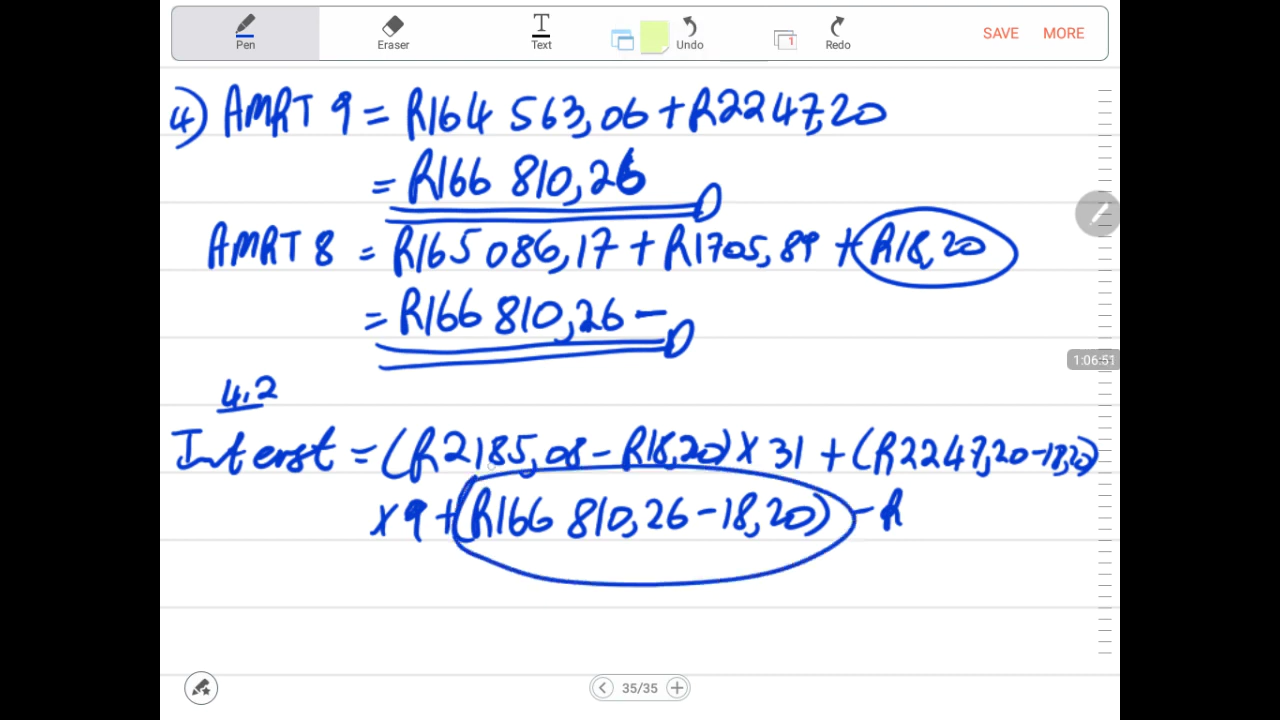 Pen Eraser Text Undo 1 Redo SAVE MORE
4) AMRT 9 = R164 563,06 + R2247,20
= R166 810,26
AMRT 8 = R165 086,17 + R1705,89 + R18,20
= R166 810,26 -
1:06:51
4.2
Interst = (R2185,08 - R18,20) x 31 + (R2247,20 - 18,20)
x 9 + (R166 810,26 - 18,20) - R
35/35